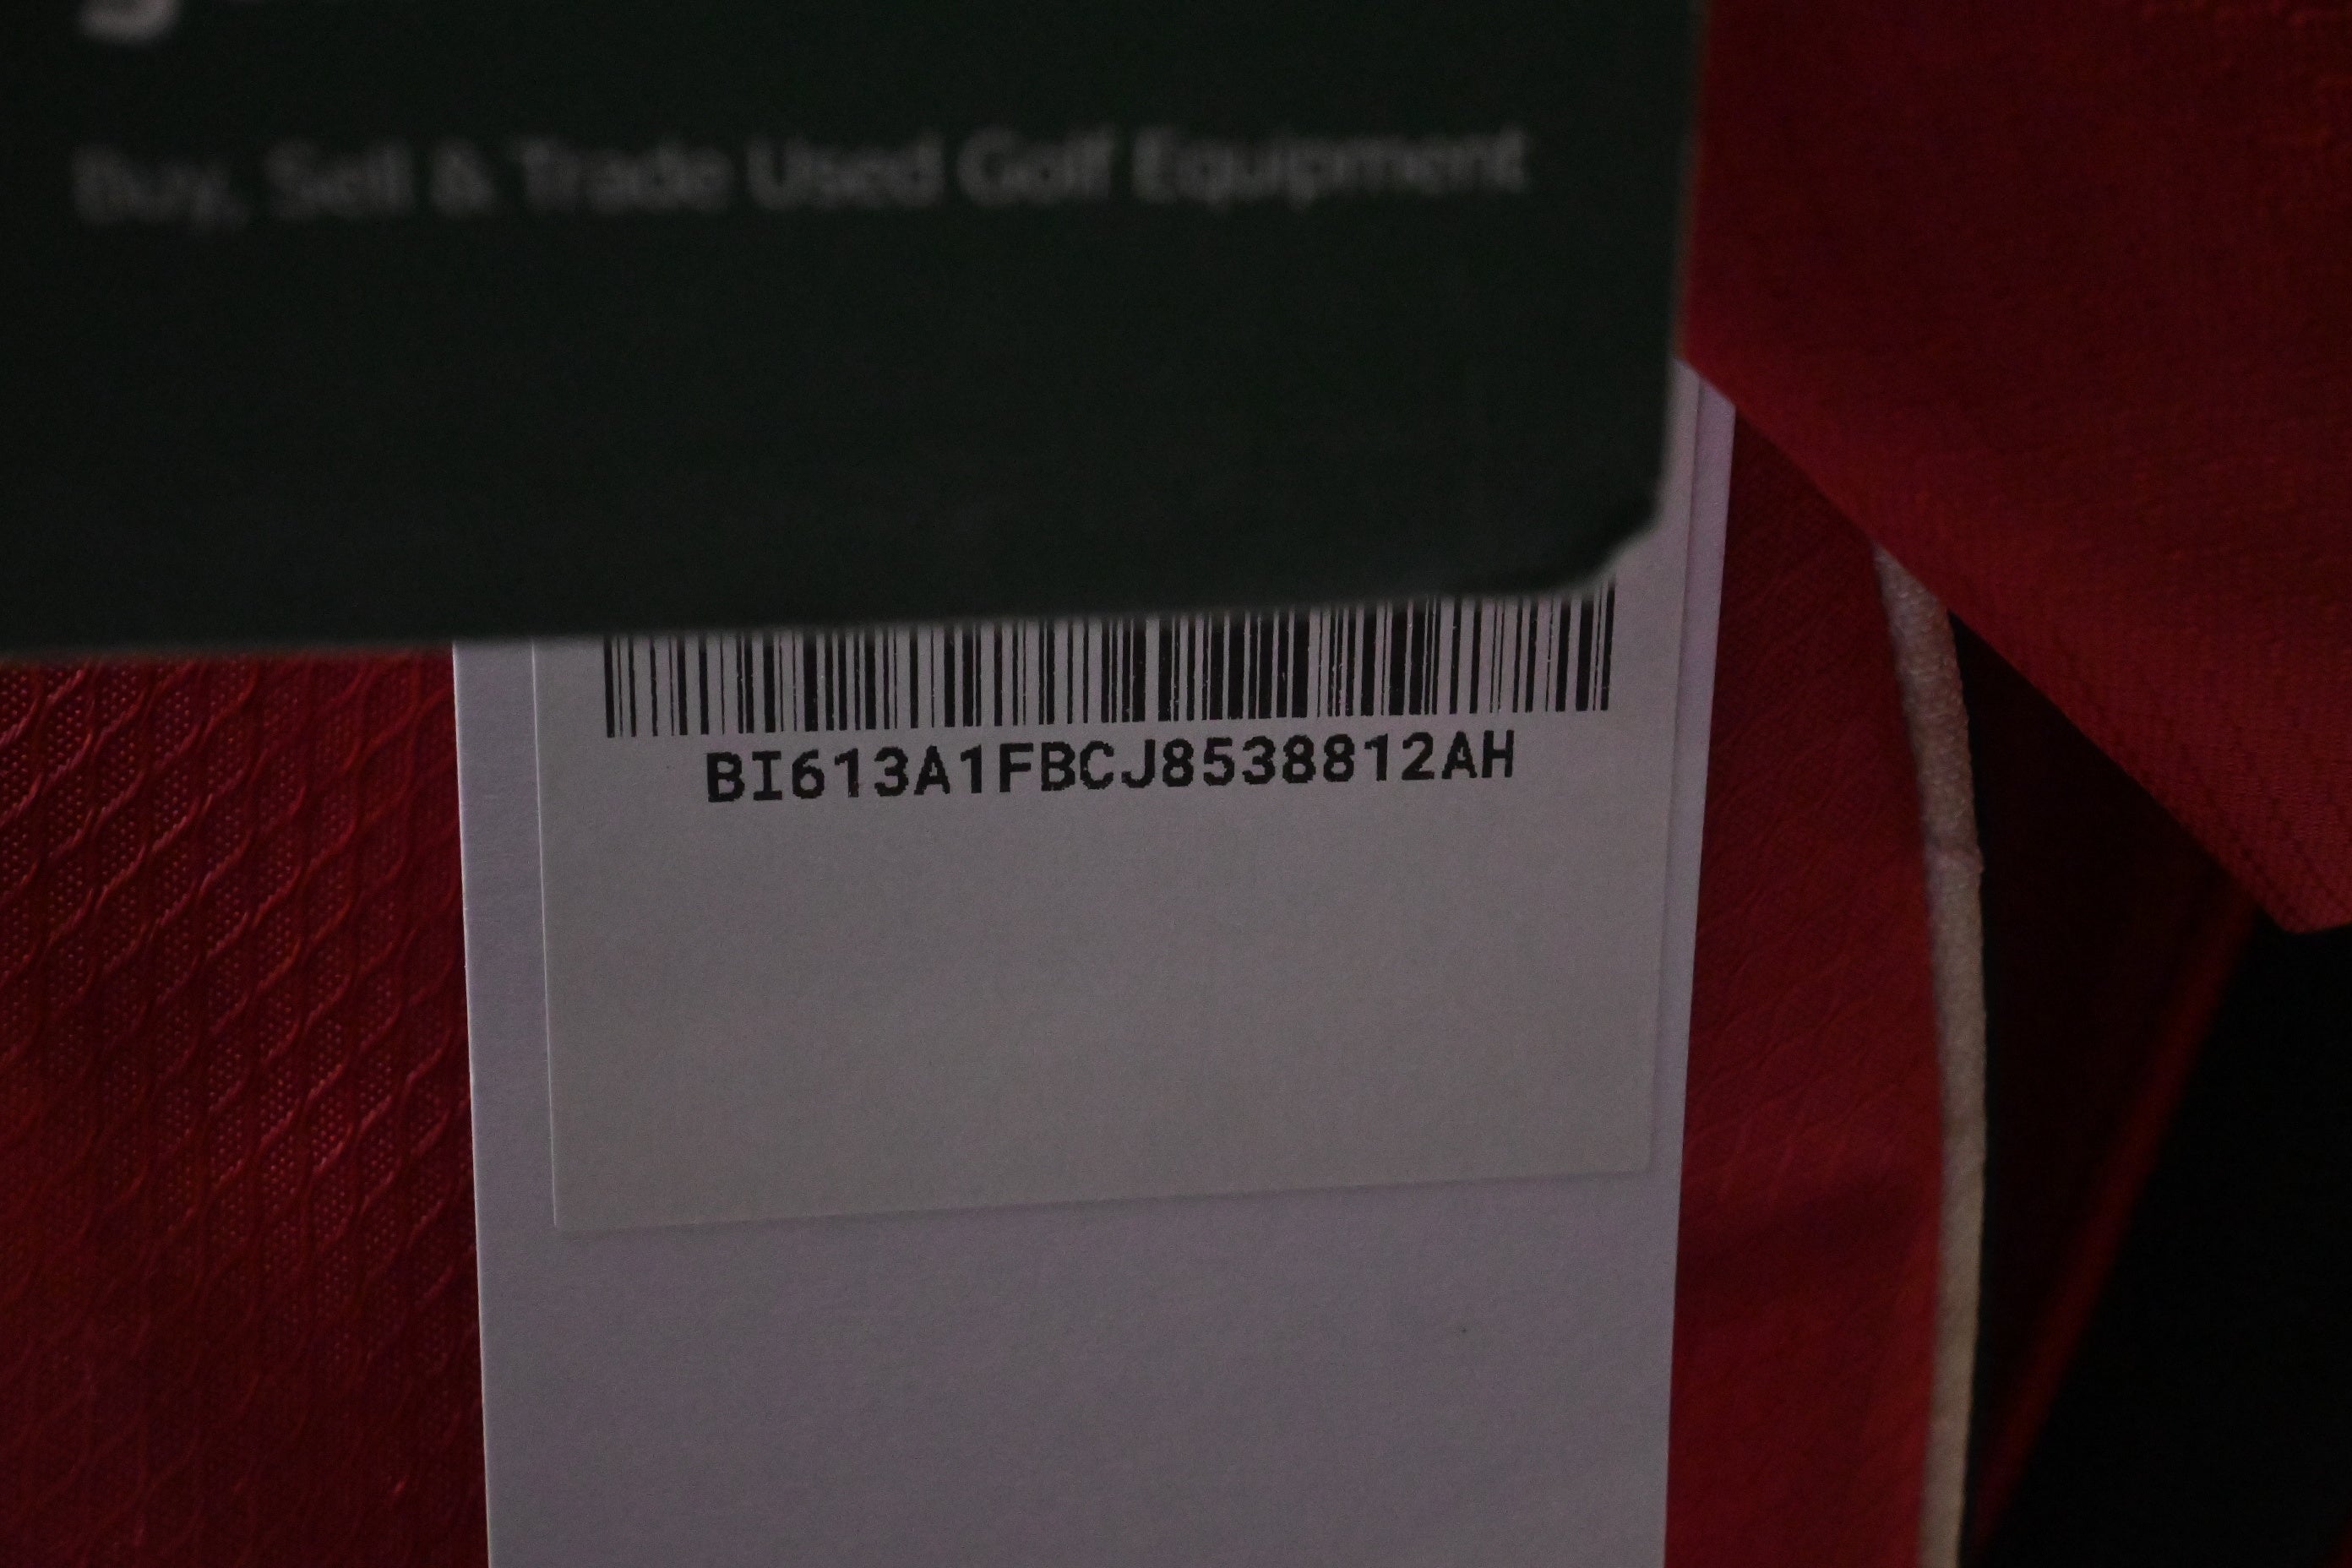 Buy, Sell & Trade Used Golf Equipment
BI613A1FBCJ8538812AH